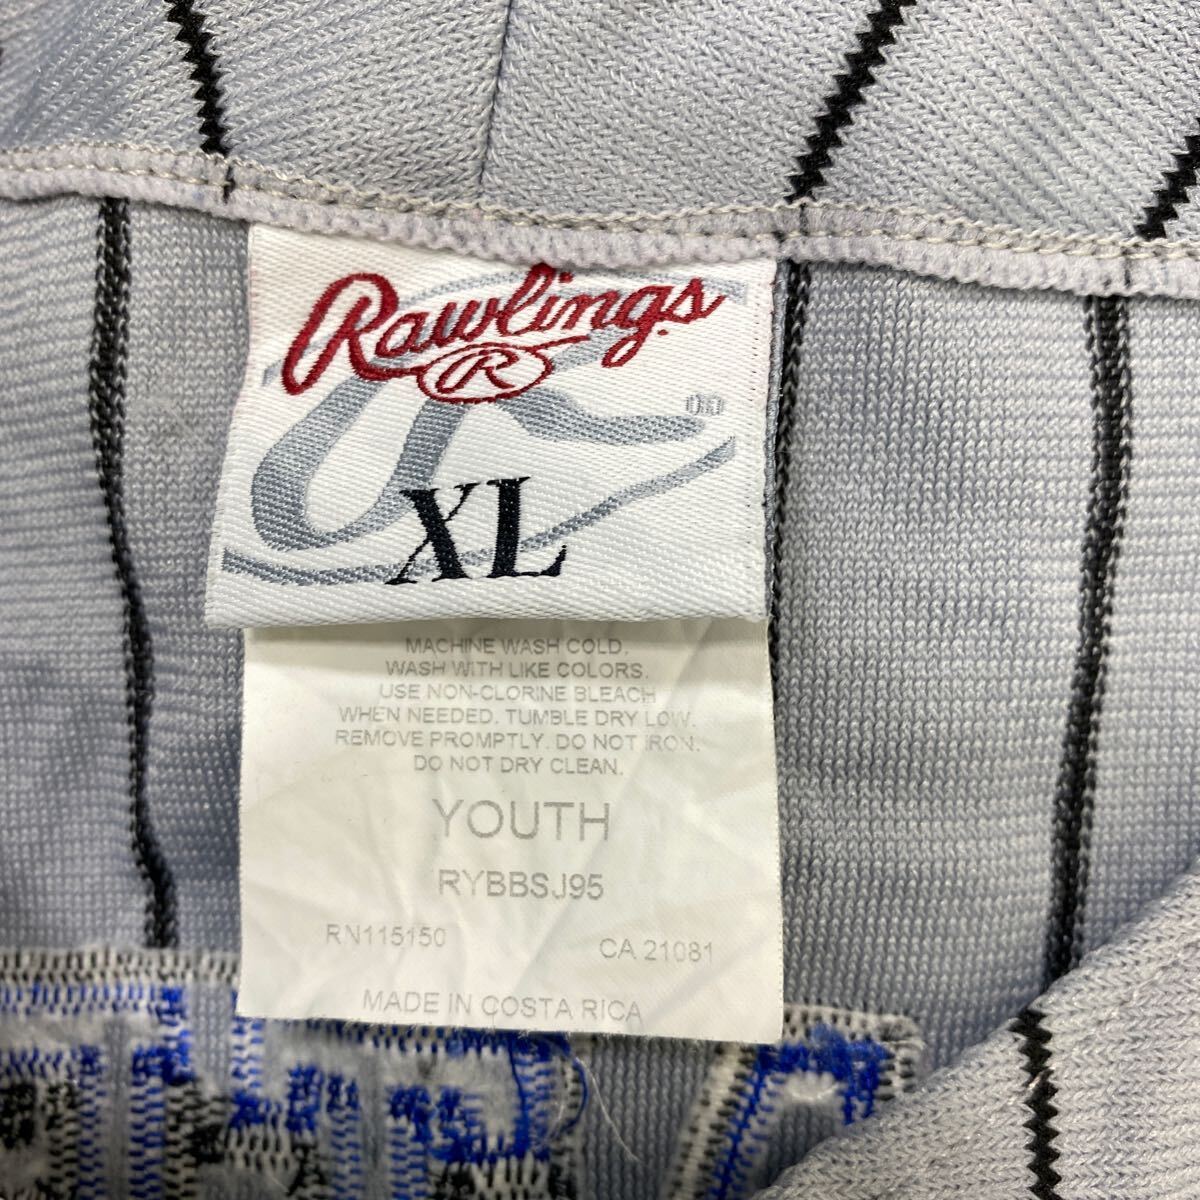 Rawlings
R
XL
MACHINE WASH COLD.
WASH WITH LIKE COLORS.
USE NON-CLORINE BLEACH
WHEN NEEDED. TUMBLE DRY LOW.
REMOVE PROMPTLY. DO NOT IRON.
DO NOT DRY CLEAN.
YOUTH
RYBBSJ95
RN115150 CA 21081
MADE IN COSTA RICA